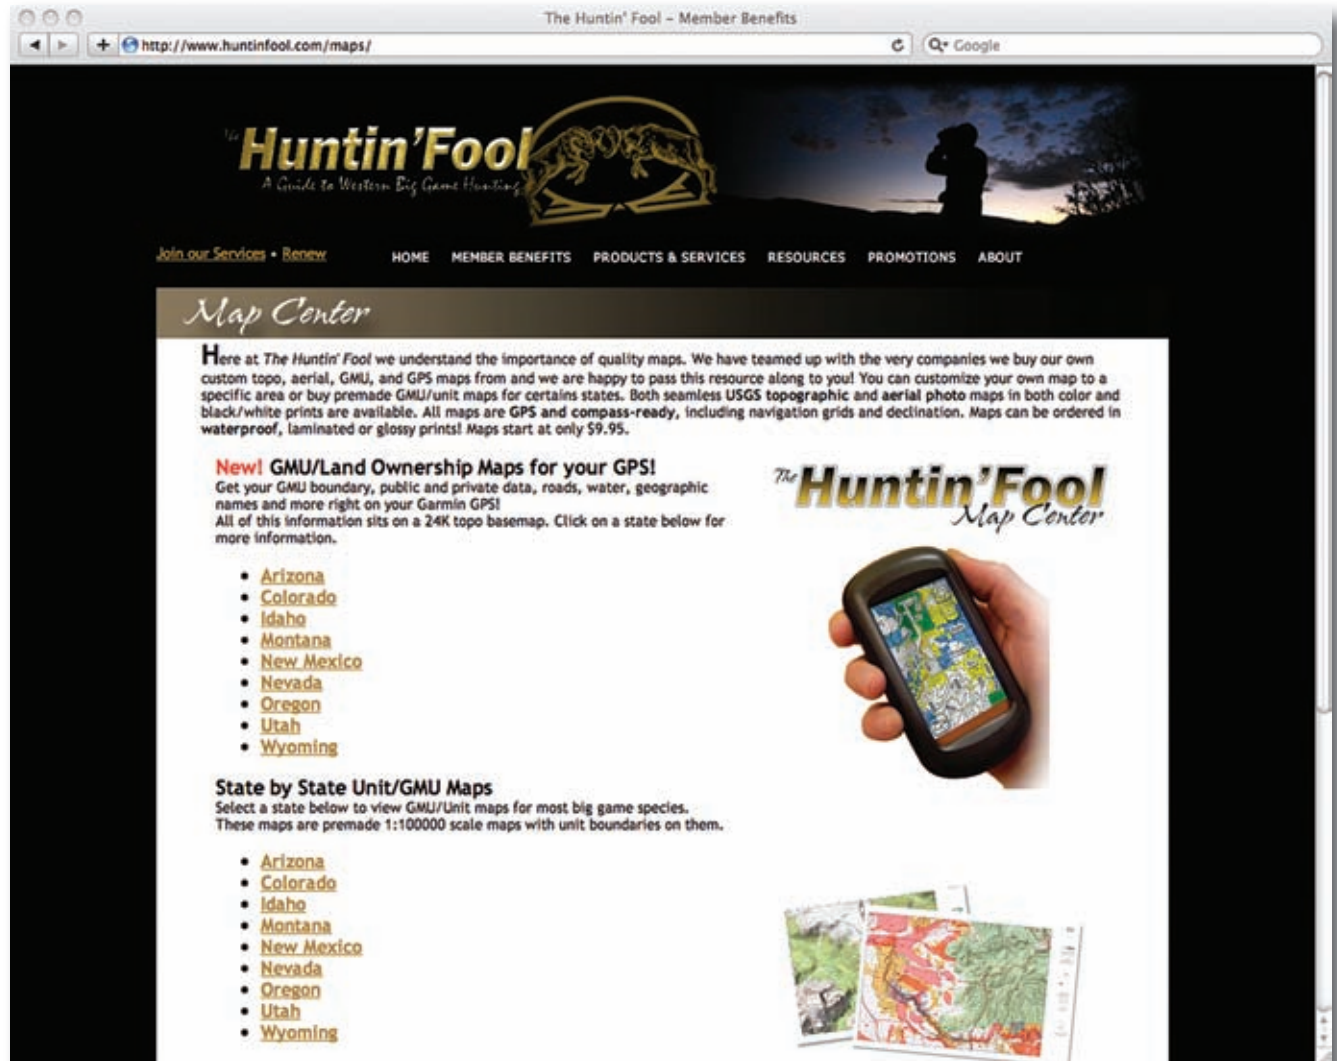 The Huntin' Fool – Member Benefits
http://www.huntinfool.com/maps/
Google
The Huntin'Fool
A Guide to Western Big Game Hunting
Join our Services • Renew
HOME MEMBER BENEFITS PRODUCTS & SERVICES RESOURCES PROMOTIONS ABOUT
Map Center
Here at The Huntin' Fool we understand the importance of quality maps. We have teamed up with the very companies we buy our own
custom topo, aerial, GMU, and GPS maps from and we are happy to pass this resource along to you! You can customize your own map to a
specific area or buy premade GMU/unit maps for certains states. Both seamless USGS topographic and aerial photo maps in both color and
black/white prints are available. All maps are GPS and compass-ready, including navigation grids and declination. Maps can be ordered in
waterproof, laminated or glossy prints! Maps start at only $9.95.
New! GMU/Land Ownership Maps for your GPS!
Get your GMU boundary, public and private data, roads, water, geographic
names and more right on your Garmin GPS!
All of this information sits on a 24K topo basemap. Click on a state below for
more information.
• Arizona
• Colorado
• Idaho
• Montana
• New Mexico
• Nevada
• Oregon
• Utah
• Wyoming
The Huntin'Fool
Map Center
State by State Unit/GMU Maps
Select a state below to view GMU/Unit maps for most big game species.
These maps are premade 1:100000 scale maps with unit boundaries on them.
• Arizona
• Colorado
• Idaho
• Montana
• New Mexico
• Nevada
• Oregon
• Utah
• Wyoming